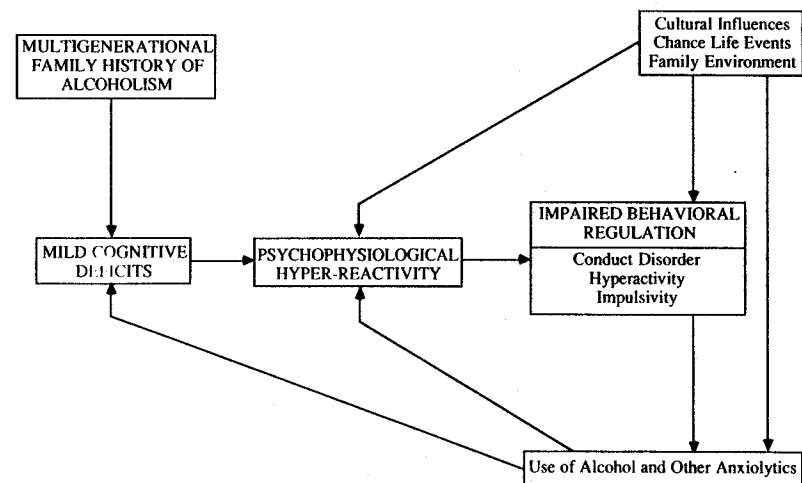 MULTIGENERATIONAL
FAMILY HISTORY OF
ALCOHOLISM
Cultural Influences
Chance Life Events
Family Environment
MILD COGNITIVE
DEFICITS
PSYCHOPHYSIOLOGICAL
HYPER-REACTIVITY
IMPAIRED BEHAVIORAL
REGULATION
Conduct Disorder
Hyperactivity
Impulsivity
Use of Alcohol and Other Anxiolytics